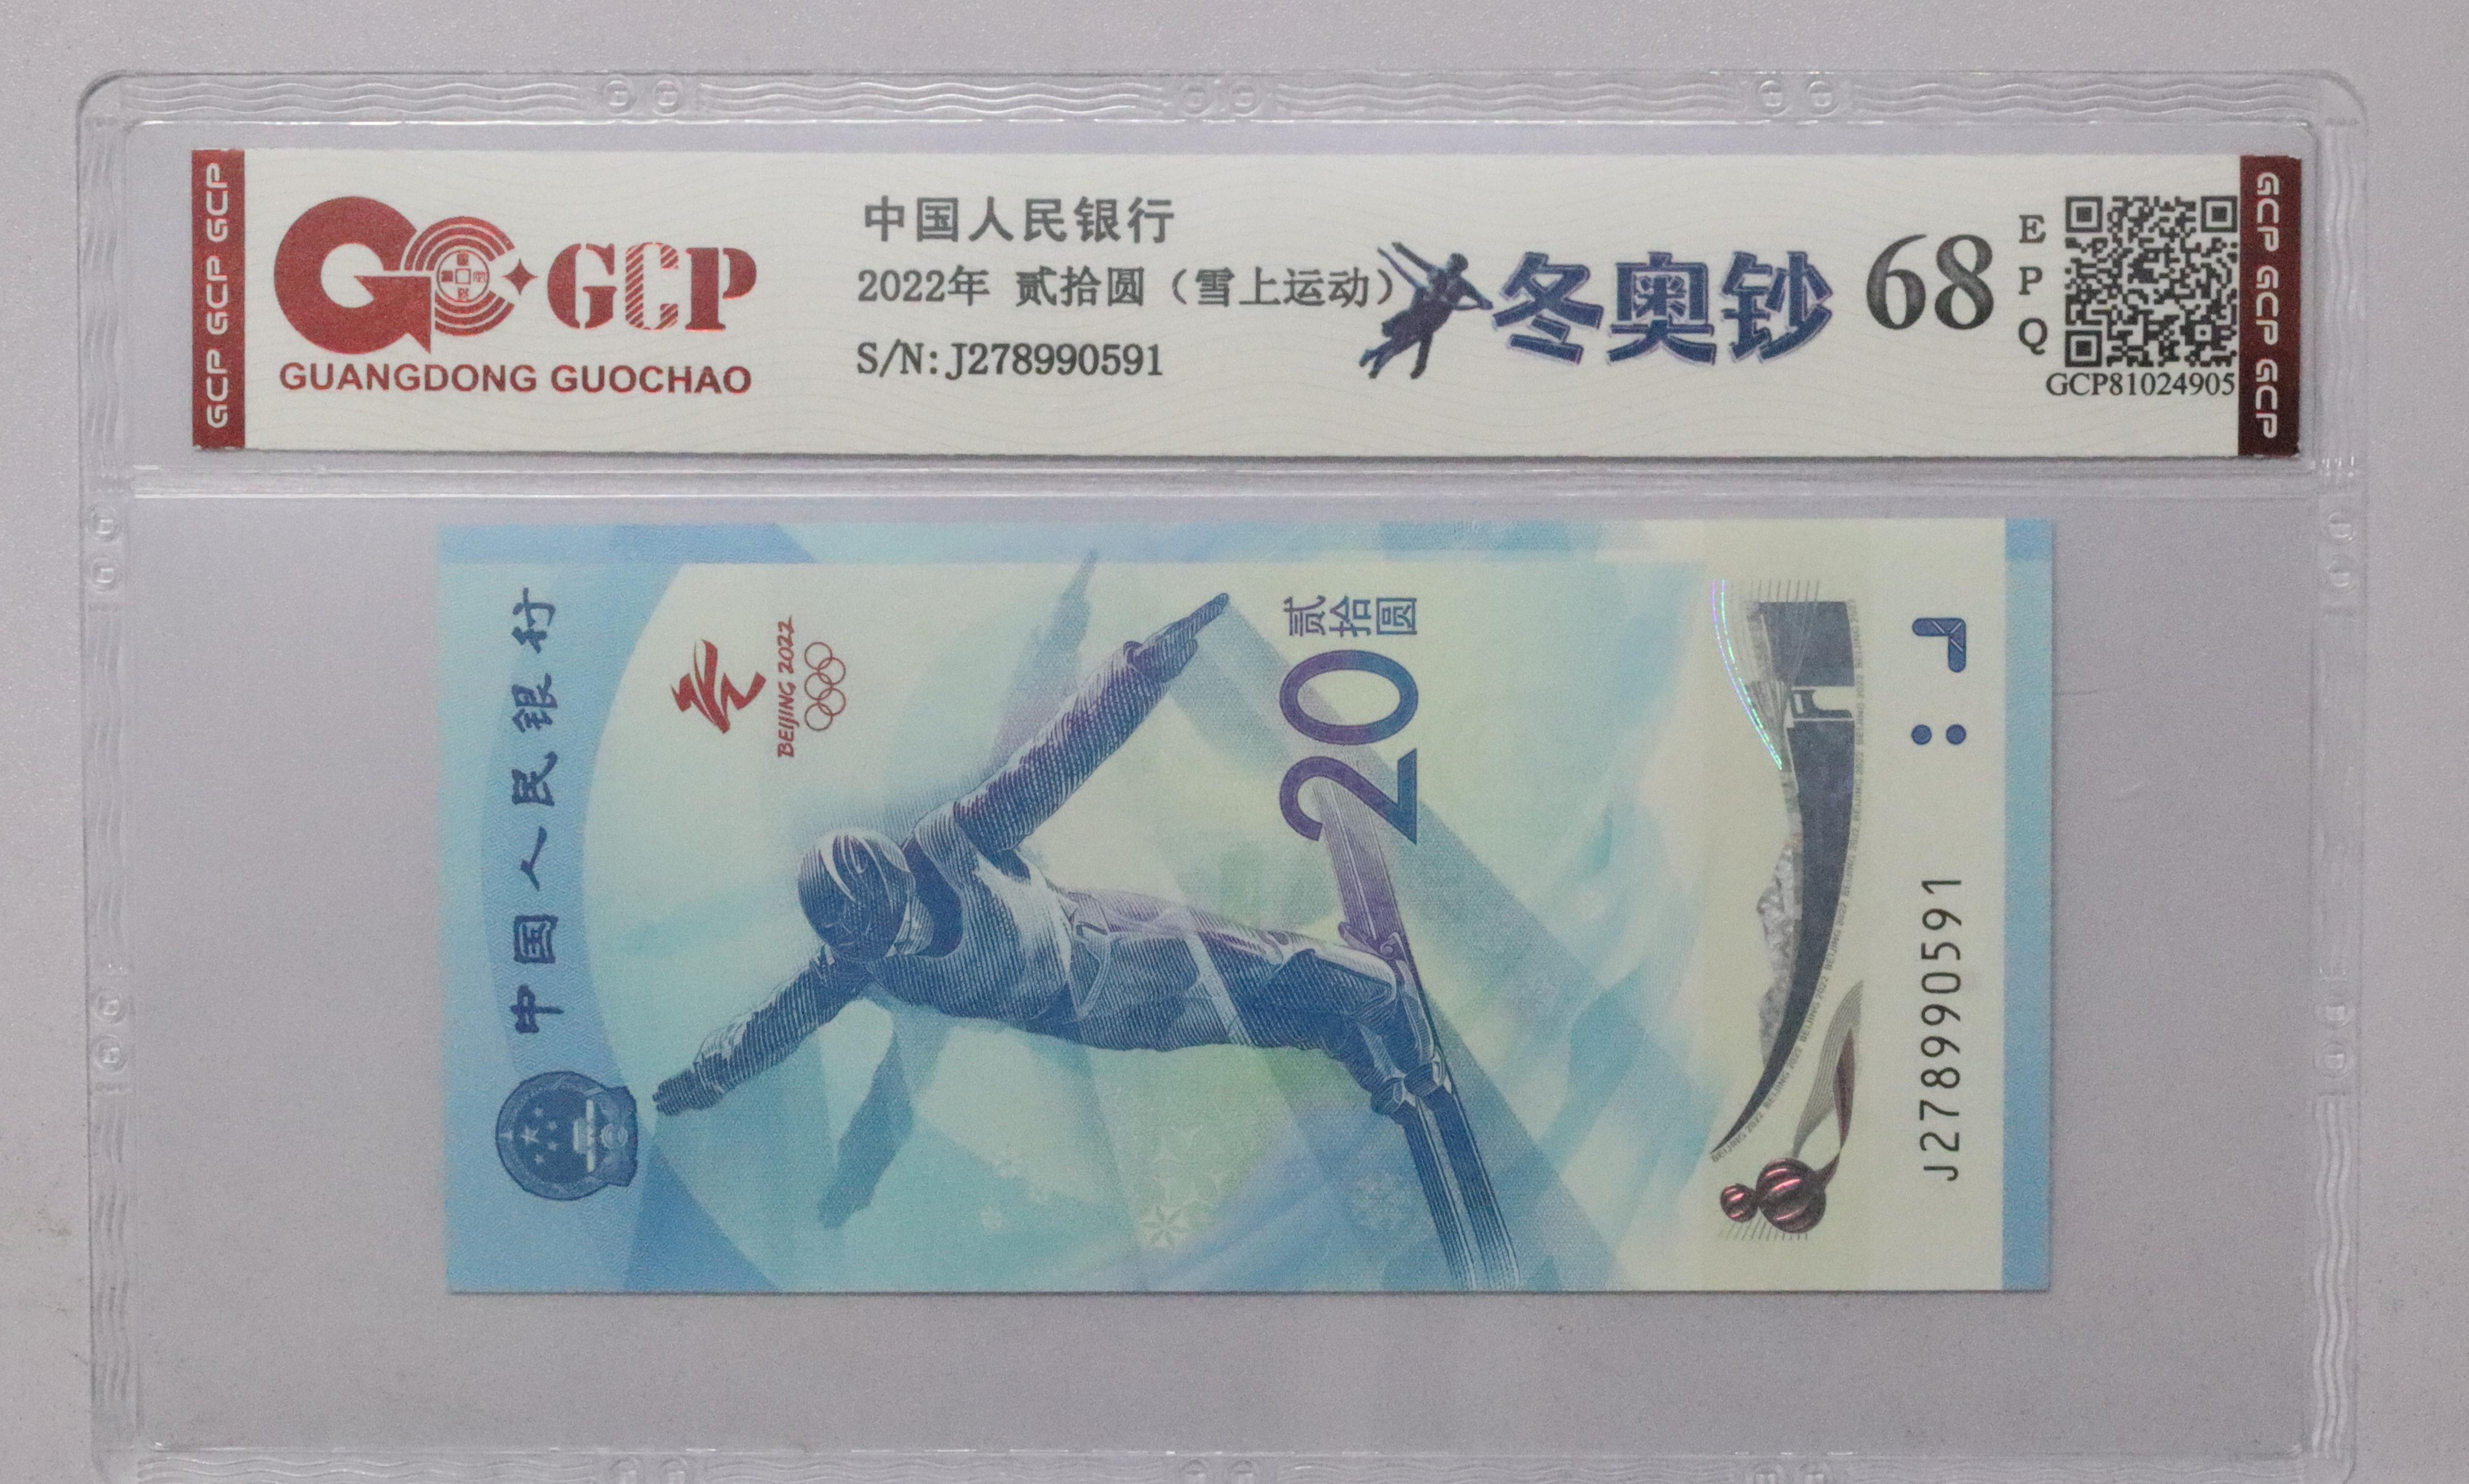 GCP GCP GCP
GCP
GUANGDONG GUOCHAO
中国人民银行
2022年 贰拾圆（雪上运动）
S/N: J278990591
冬奥钞
68
EPQ
GCP81024905
GCP GCP GCP
中国人民银行
BEIJING 2022
贰拾圆
20
J278990591